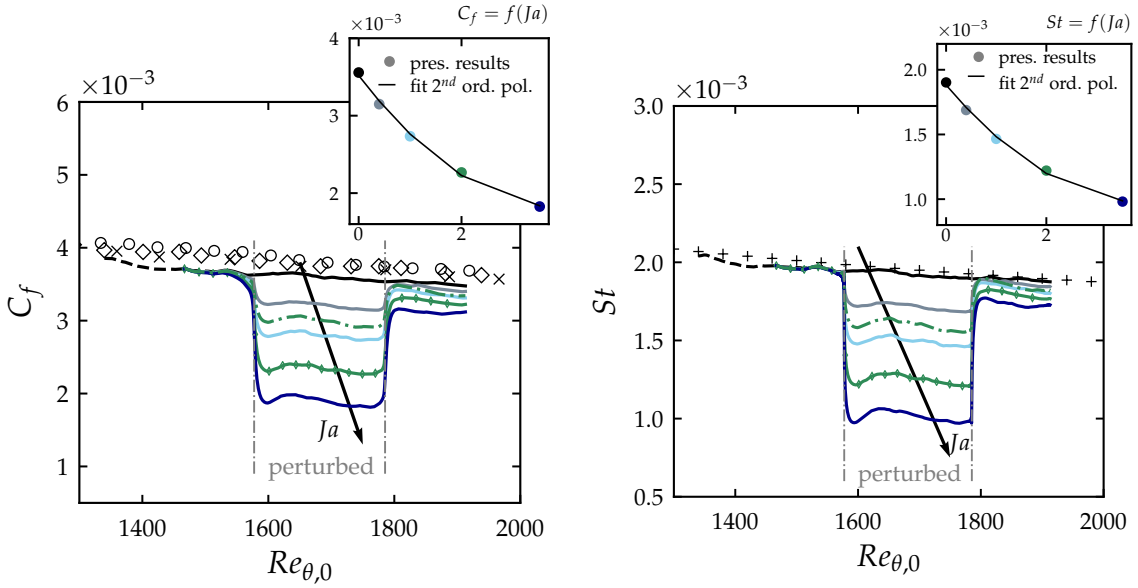 C_f = f(Ja)
×10⁻³
4
3
2
0
2
pres. results
fit 2ⁿᵈ ord. pol.
×10⁻³
6
5
4
3
2
1
C_f
Ja
perturbed
1400
1600
1800
2000
Re_θ,0
St = f(Ja)
×10⁻³
2.0
1.5
1.0
0
2
pres. results
fit 2ⁿᵈ ord. pol.
×10⁻³
3.0
2.5
2.0
1.5
1.0
0.5
St
Ja
perturbed
1400
1600
1800
2000
Re_θ,0